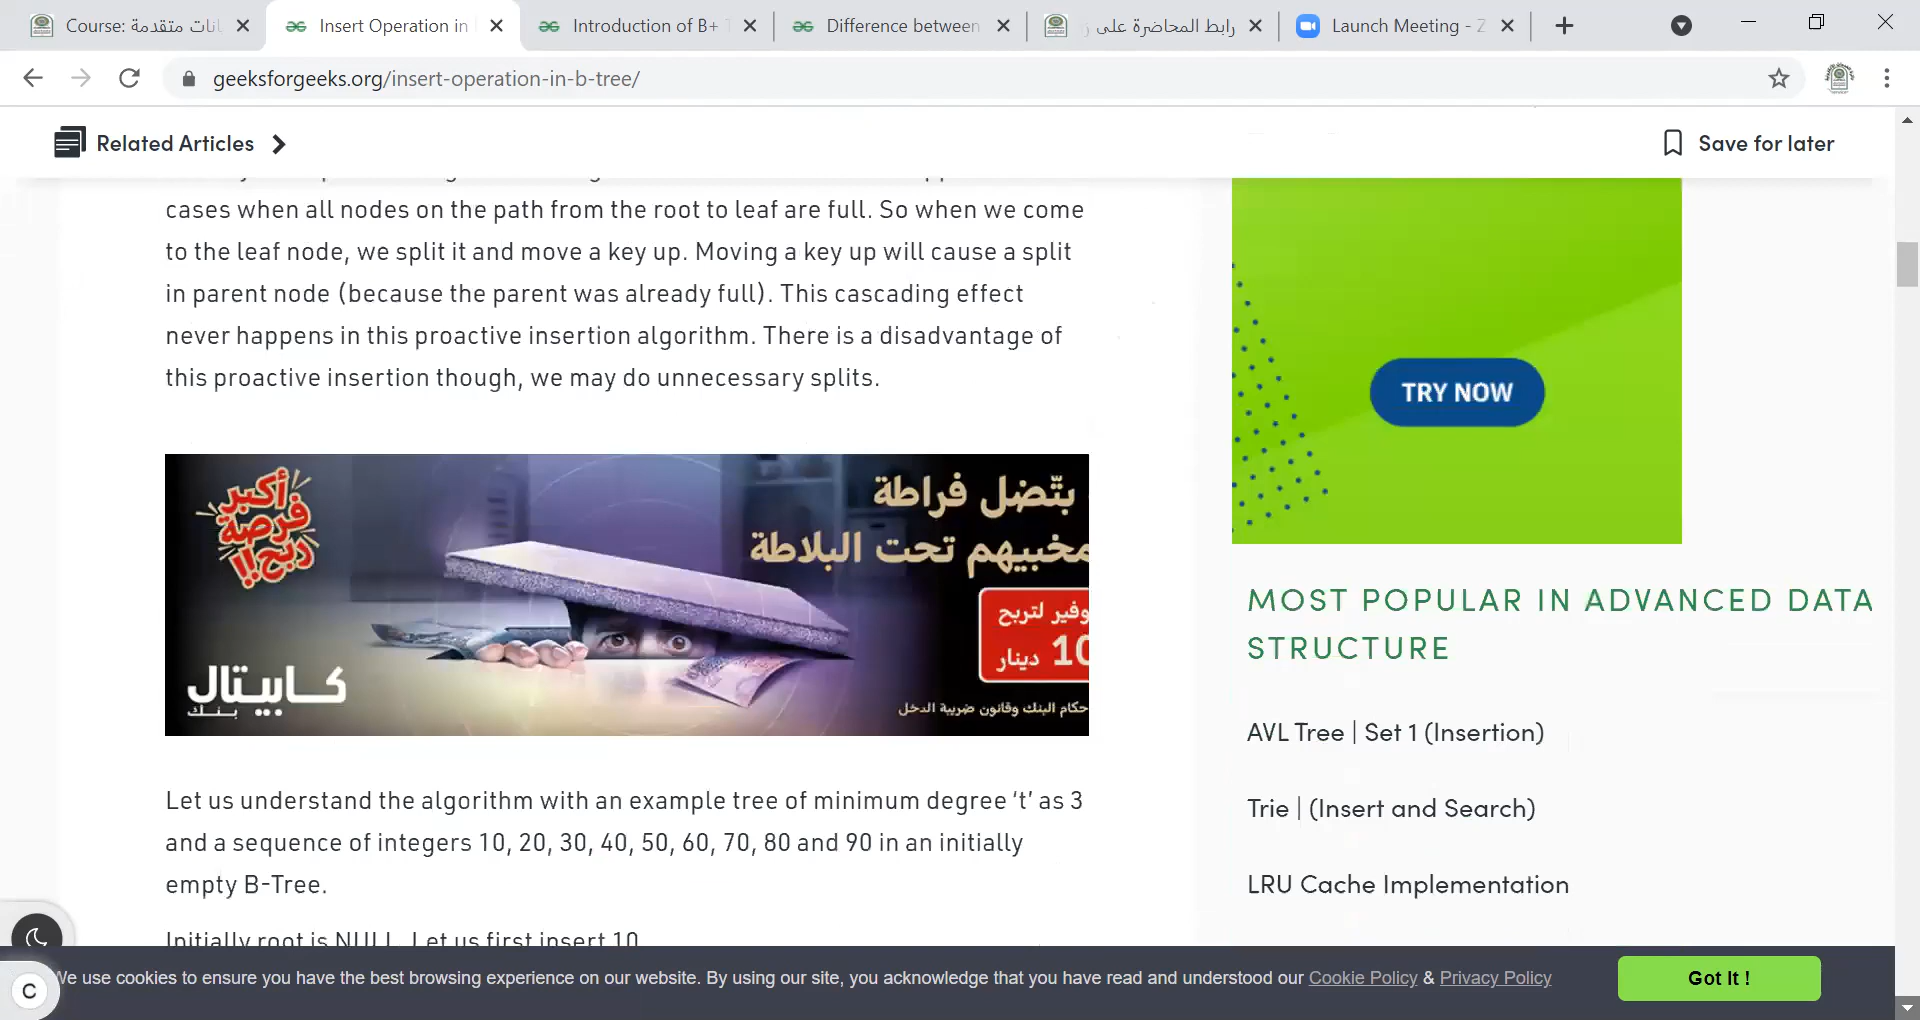 Course: انات متقدمة
Insert Operation in
Introduction of B+ T
Difference between
رابط المحاضرة على ز
Launch Meeting - Z
geeksforgeeks.org/insert-operation-in-b-tree/
Related Articles
Save for later
cases when all nodes on the path from the root to leaf are full. So when we come
to the leaf node, we split it and move a key up. Moving a key up will cause a split
in parent node (because the parent was already full). This cascading effect
never happens in this proactive insertion algorithm. There is a disadvantage of
this proactive insertion though, we may do unnecessary splits.
TRY NOW
أكبر
فرصة
ربح!!
بتّضل فراطة
مخبيهم تحت البلاطة
وفير لتربح
10 دينار
كابيتال
بنك
حكام البنك وقانون ضريبة الدخل
MOST POPULAR IN ADVANCED DATA
STRUCTURE
AVL Tree | Set 1 (Insertion)
Trie | (Insert and Search)
LRU Cache Implementation
Let us understand the algorithm with an example tree of minimum degree ‘t’ as 3
and a sequence of integers 10, 20, 30, 40, 50, 60, 70, 80 and 90 in an initially
empty B-Tree.
Initially root is NULL. Let us first insert 10.
C
We use cookies to ensure you have the best browsing experience on our website. By using our site, you acknowledge that you have read and understood our Cookie Policy & Privacy Policy
Got It !